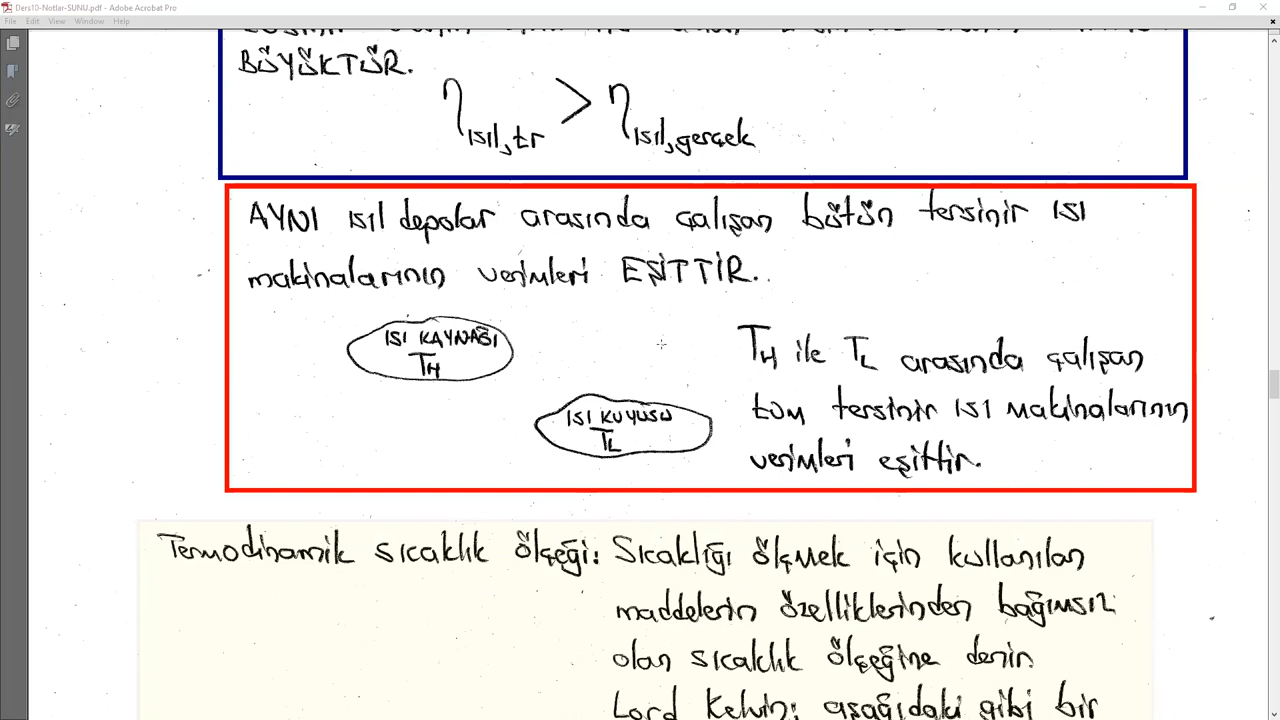 Ders10-Notlar-SUNU.pdf - Adobe Acrobat Pro
File Edit View Window Help
BÜYÜKTÜR.
η ısıl,tr > η ısıl,gerçek
AYNI ısıl depolar arasında çalışan bütün tersinir ısı
makinalarının verimleri EŞİTTİR.
ISI KAYNAĞI
TH
ISI KUYUSU
TL
TH ile TL arasında çalışan
tüm tersinir ısı makinalarının
verimleri eşittir.
Termodinamik sıcaklık ölçeği: Sıcaklığı ölçmek için kullanılan
maddelerin özelliklerinden bağımsız
olan sıcaklık ölçeğine denir.
Lord Kelvin; aşağıdaki gibi bir